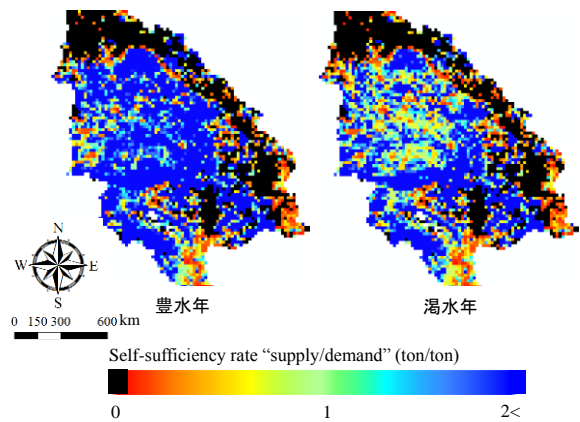 N
W E
S
0 150 300 600 km
豊水年
渇水年
Self-sufficiency rate “supply/demand” (ton/ton)
0 1 2<